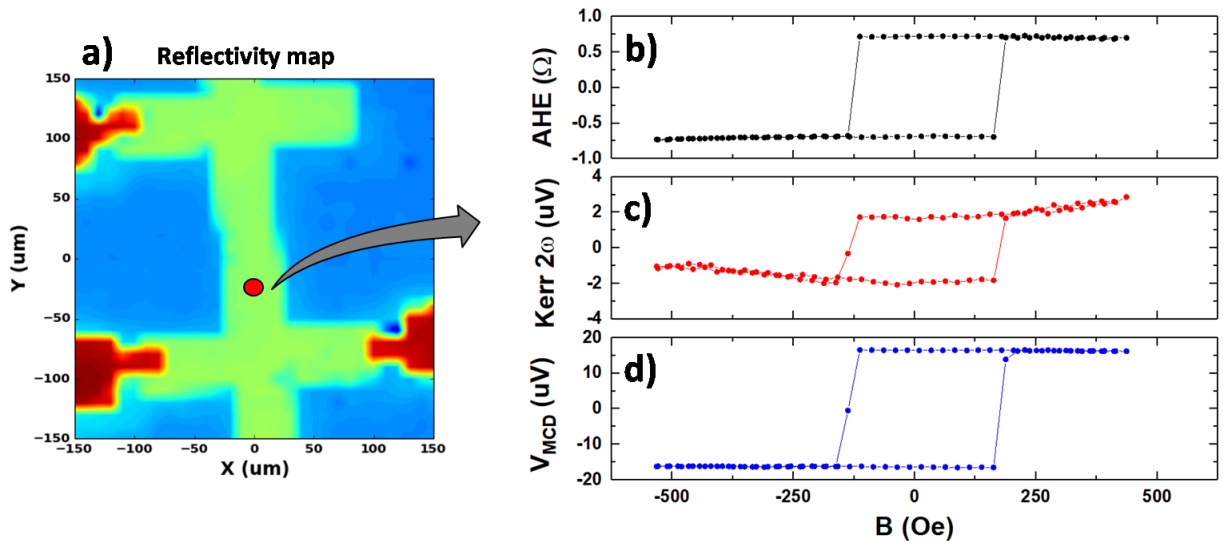 a) Reflectivity map
150
100
50
0
−50
−100
−150
−150 −100 −50 0 50 100 150
Y (um)
X (um)
b)
AHE (Ω)
1.0
0.5
0.0
-0.5
-1.0
c)
Kerr 2ω (uV)
4
2
0
-2
-4
d)
V_MCD (uV)
20
10
0
-10
-20
-500 -250 0 250 500
B (Oe)